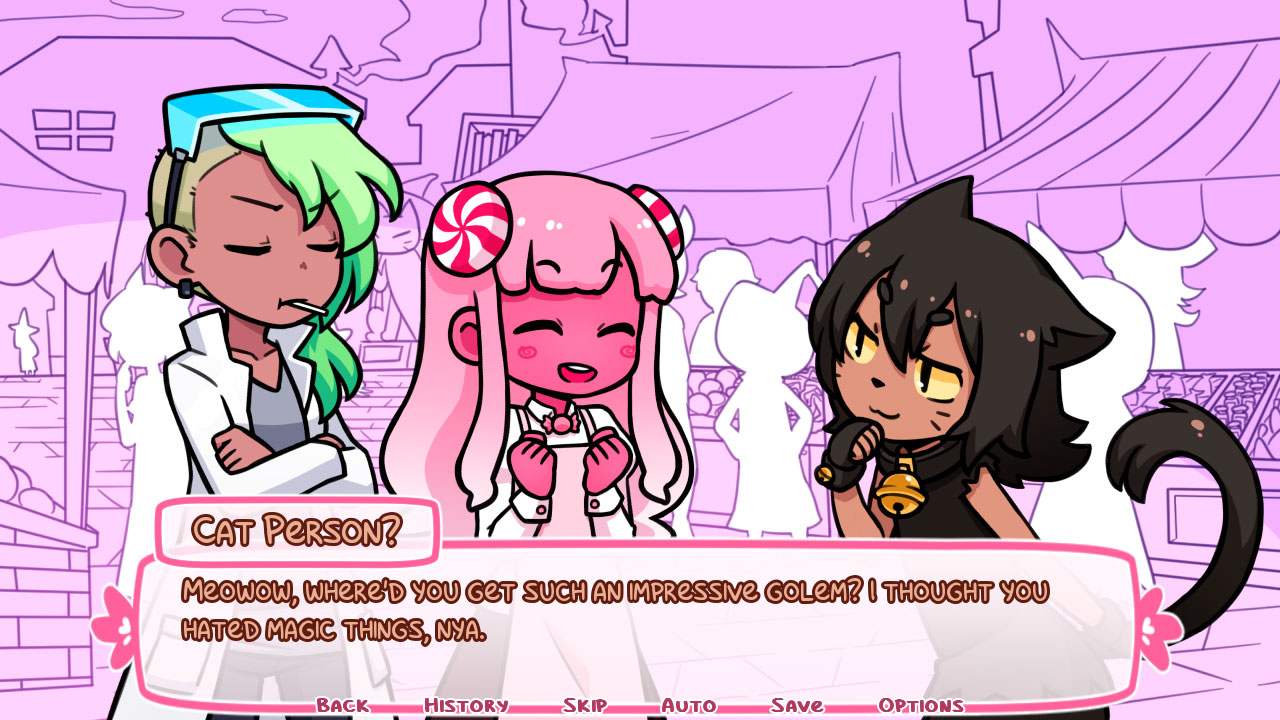 Cat Person?
Meowow, where'd you get such an impressive golem? I thought you
hated magic things, nya.
Back History Skip Auto Save Options